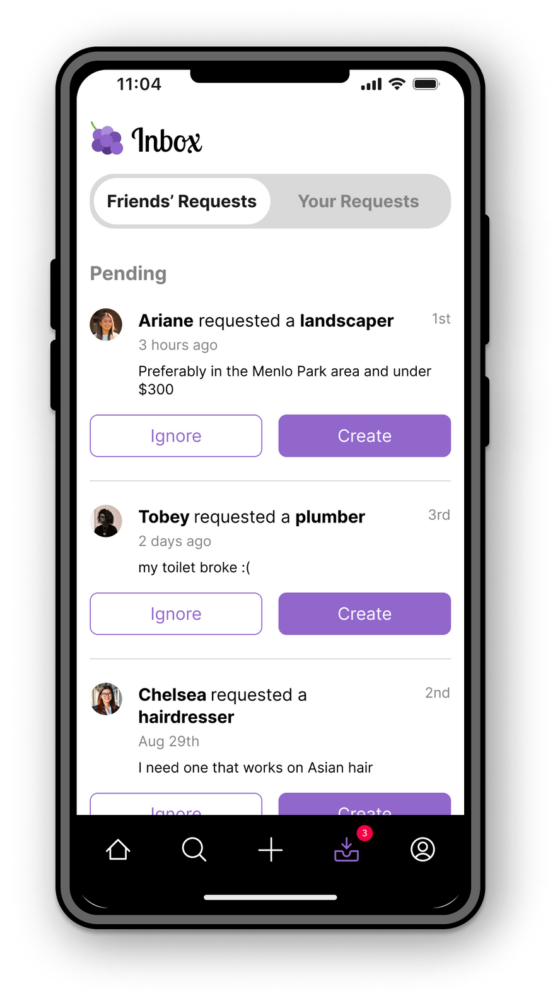 11:04
Inbox
Friends’ Requests
Your Requests
Pending
Ariane requested a landscaper
1st
3 hours ago
Preferably in the Menlo Park area and under
$300
Ignore
Create
Tobey requested a plumber
3rd
2 days ago
my toilet broke :(
Ignore
Create
Chelsea requested a
2nd
hairdresser
Aug 29th
I need one that works on Asian hair
Ignore
Create
3